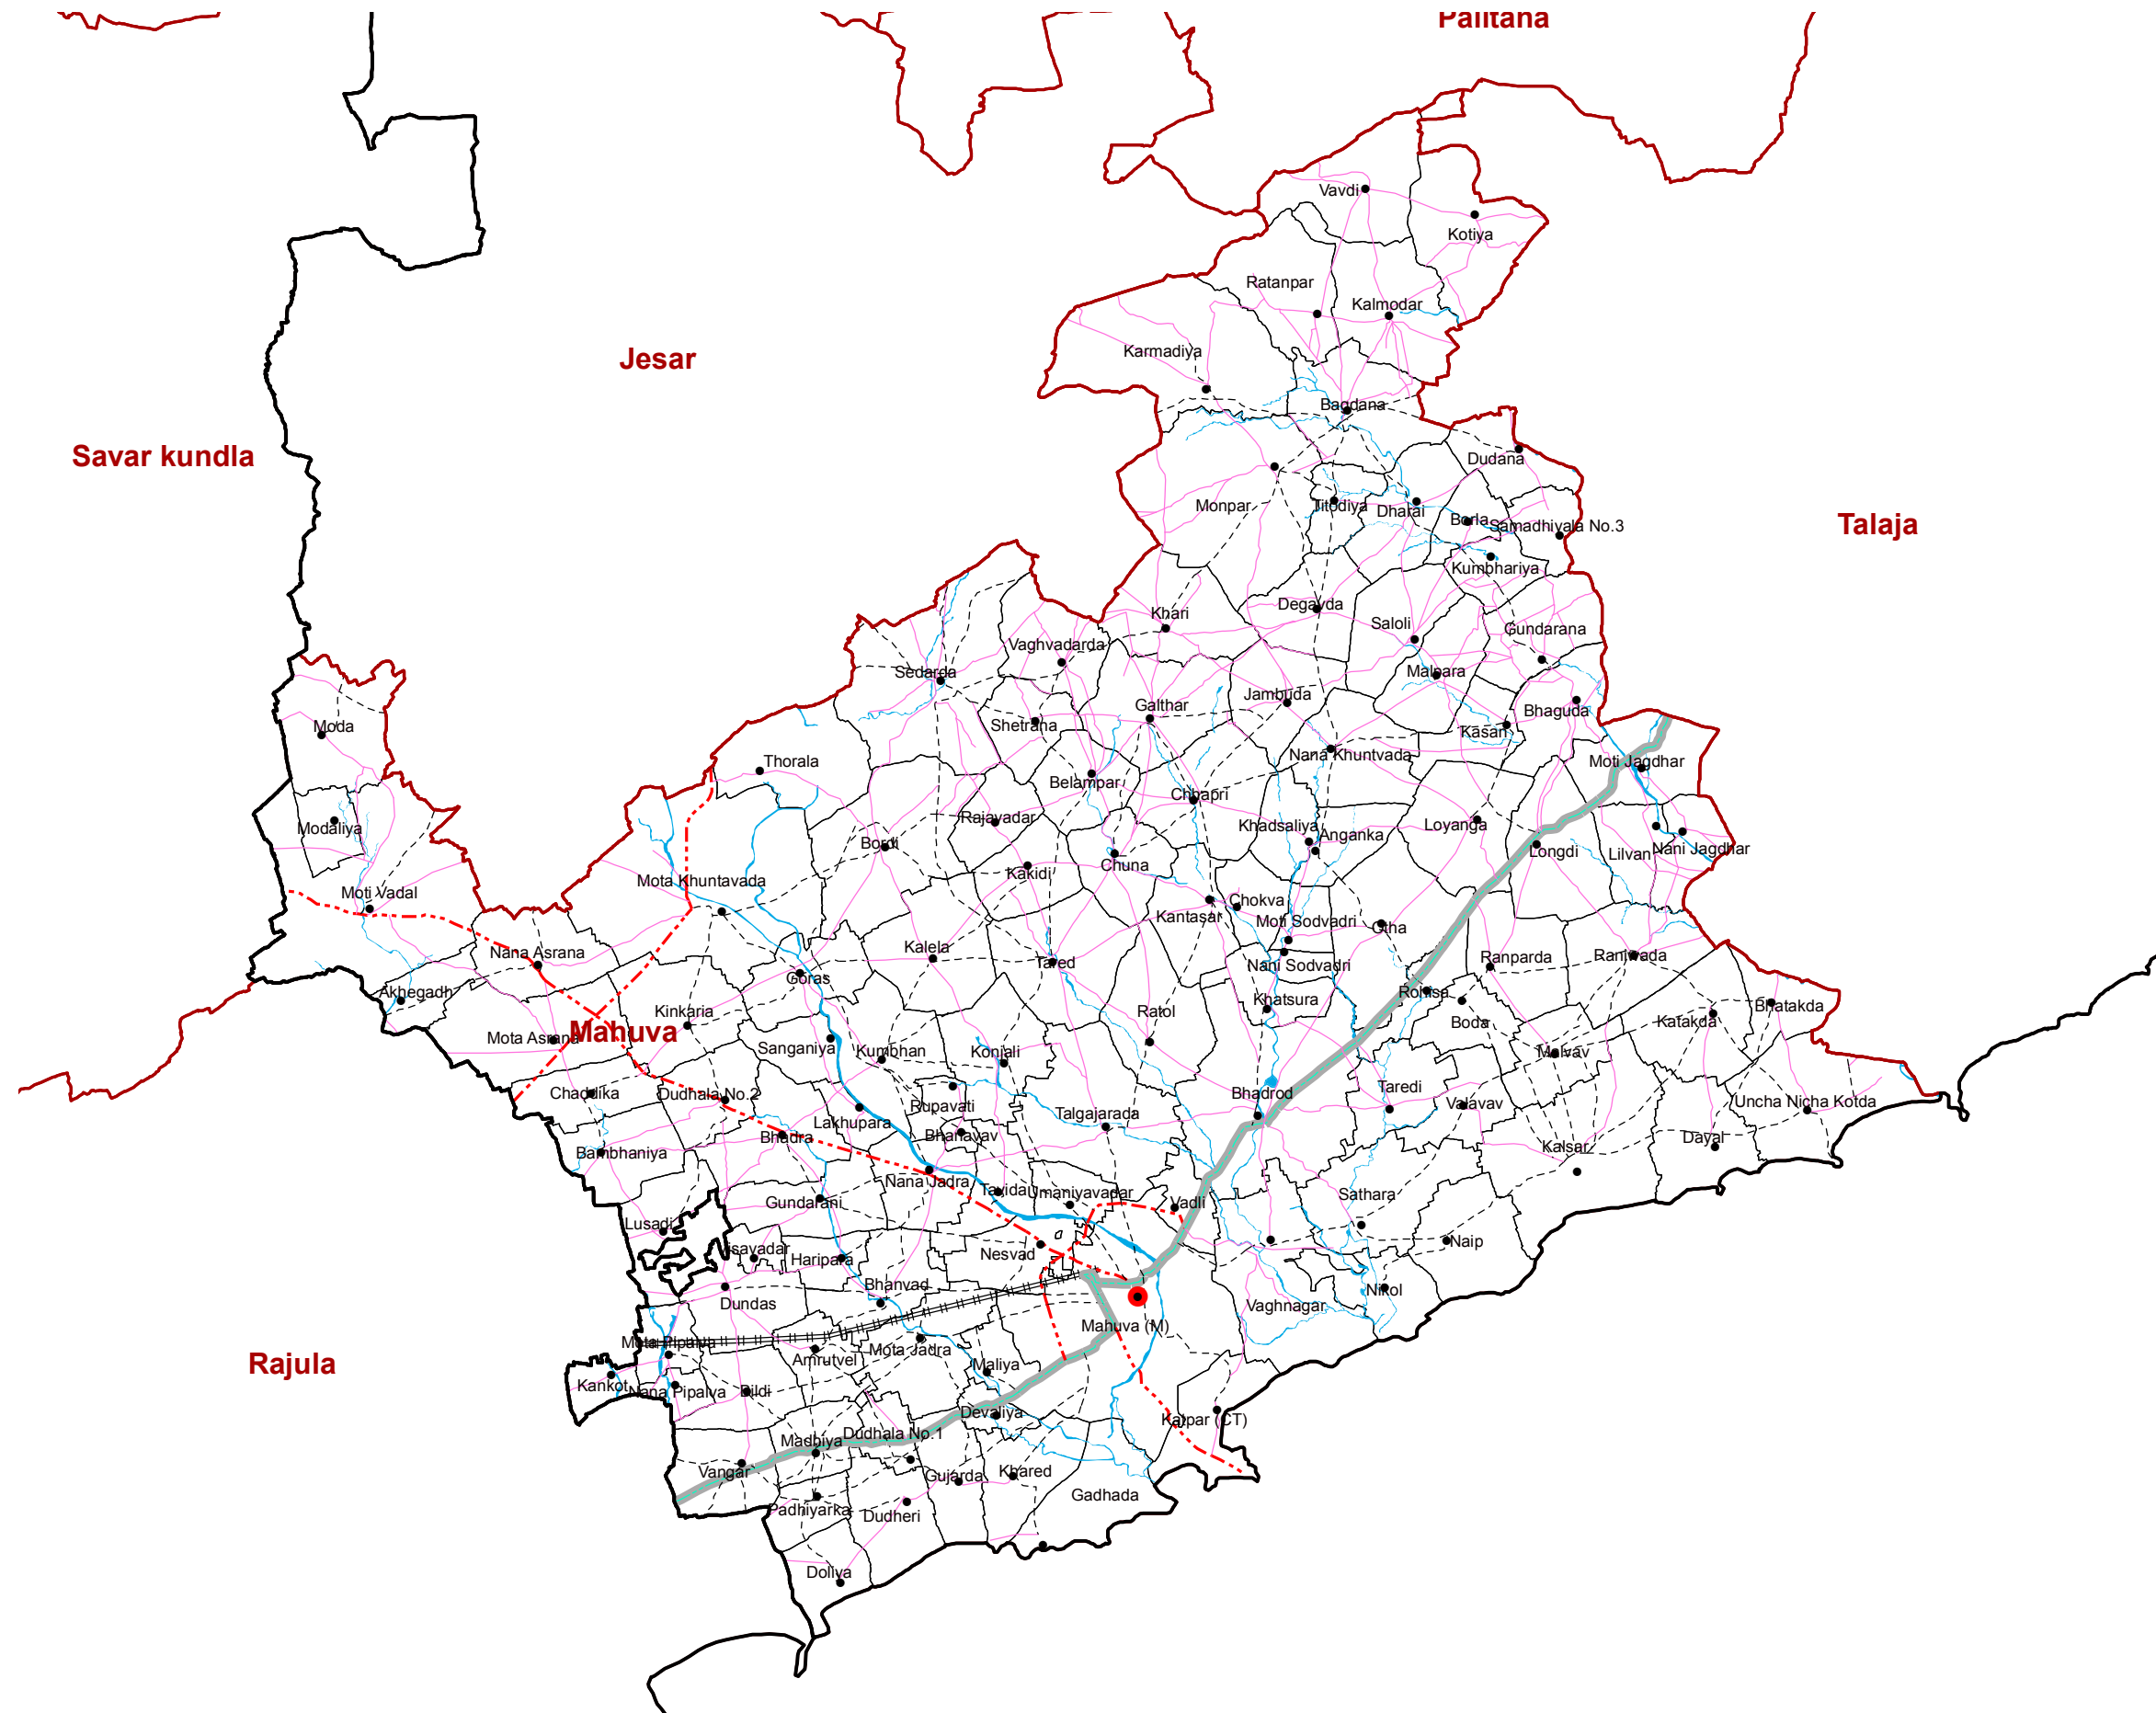 Palitana
Vavdi
Kotiya
Ratanpar
Kalmodar
Karmadiya
Jesar
Bagdana
Savar kundla
Dudana
Monpar
Titodiya
Dharai
Borla
Samadhiyala No.3
Talaja
Kumbhariya
Degavda
Khari
Saloli
Gundarana
Vaghvadarda
Sedarda
Malpara
Jambuda
Galthar
Bhaguda
Shetrana
Moda
Kasan
Nana Khuntvada
Thorala
Moti Jagdhar
Belampar
Chhapri
Rajavadar
Modaliya
Khadsaliya
Anganka
Loyanga
Bordi
Longdi
Lilvan
Nani Jagdhar
Chuna
Kakidi
Mota Khuntavada
Moti Vadal
Chokva
Kantasar
Moti Sodvadri
Otha
Kalela
Nana Asrana
Tared
Nani Sodvadri
Ranparda
Ranivada
Goras
Akhegadh
Rohisa
Khatsura
Bhatakda
Kinkaria
Ratol
Boda
Katakda
Mahuva
Mota Asrana
Sanganiya
Kumbhan
Konjali
Malvav
Chaddika
Dudhala No.2
Taredi
Bhadrod
Valavav
Uncha Nicha Kotda
Rupavati
Talgajarada
Lakhupara
Bhadra
Bhanavav
Dayal
Kalsar
Bambhaniya
Nana Jadra
Tavida
Umaniyavadar
Sathara
Gundarani
Vadli
Lusadi
Naip
Visavadar
Haripara
Nesvad
Bhanvad
Nikol
Dundas
Vaghnagar
Mahuva (M)
Mota Pipalva
Rajula
Amrutvel
Mota Jadra
Maliya
Kankot
Nana Pipalva
Bildi
Devaliya
Katpar (CT)
Dudhala No.1
Madhiya
Vangar
Gujarda
Khared
Gadhada
Padhiyarka
Dudheri
Doliya